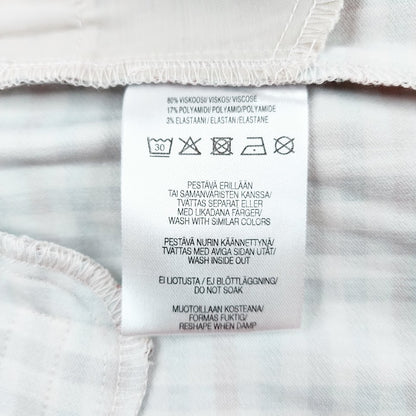 80% VISKOOSI/ VISKOS/ VISCOSE
17% POLYAMIDI/ POLYAMID/POLYAMIDE
3% ELASTAANI/ ELASTAN/ ELASTANE
30
PESTÄVÄ ERILLÄÄN
TAI SAMANVÄRISTEN KANSSA/
TVÄTTAS SEPARAT ELLER
MED LIKADANA FÄRGER/
WASH WITH SIMILAR COLORS
PESTÄVÄ NURIN KÄÄNNETTYNÄ/
TVÄTTAS MED AVIGA SIDAN UTÅT/
WASH INSIDE OUT
EI LIOTUSTA / EJ BLÖTLÄGGNING/
DO NOT SOAK
MUOTOILLAAN KOSTEANA/
FORMAS FUKTIG/
RESHAPE WHEN DAMP